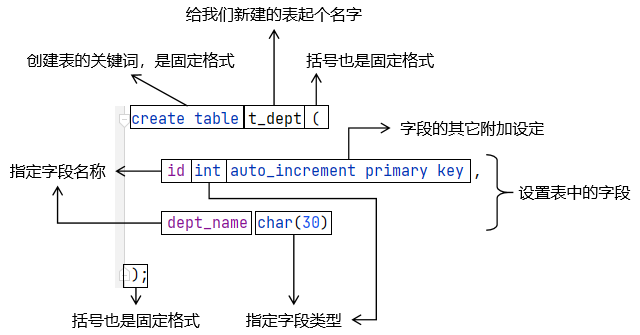 给我们新建的表起个名字
创建表的关键词，是固定格式
括号也是固定格式
create table t_dept (
字段的其它附加设定
指定字段名称
id int auto_increment primary key ,
设置表中的字段
dept_name char(30)
);
括号也是固定格式
指定字段类型